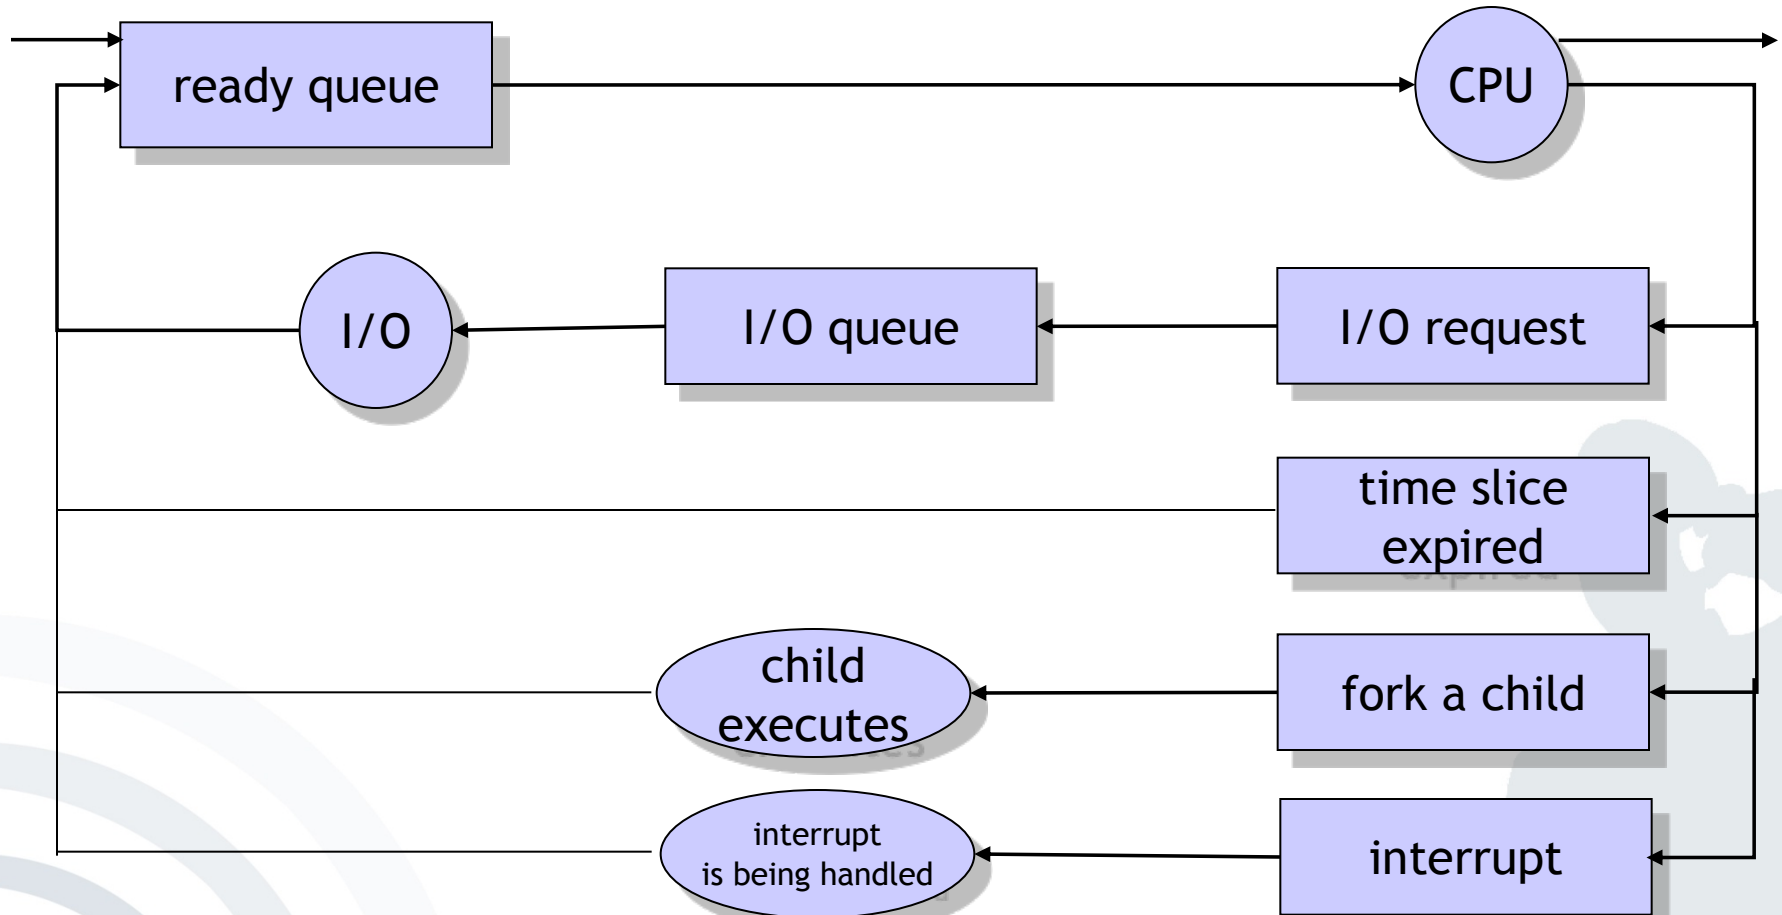 ready queue
CPU
I/O
I/O queue
I/O request
time slice
expired
child
executes
fork a child
interrupt
is being handled
interrupt